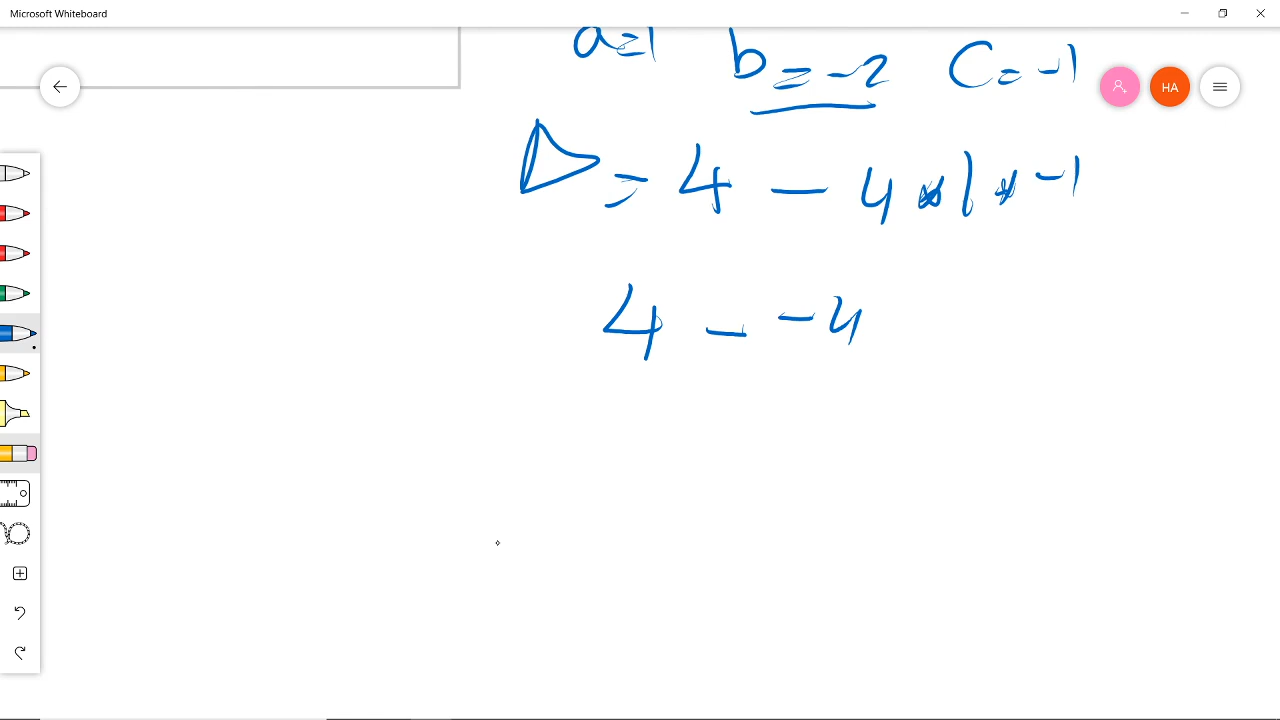 Microsoft Whiteboard
a=1 b=-2 C=-1
HA
Δ=4-4*1*-1
4--4